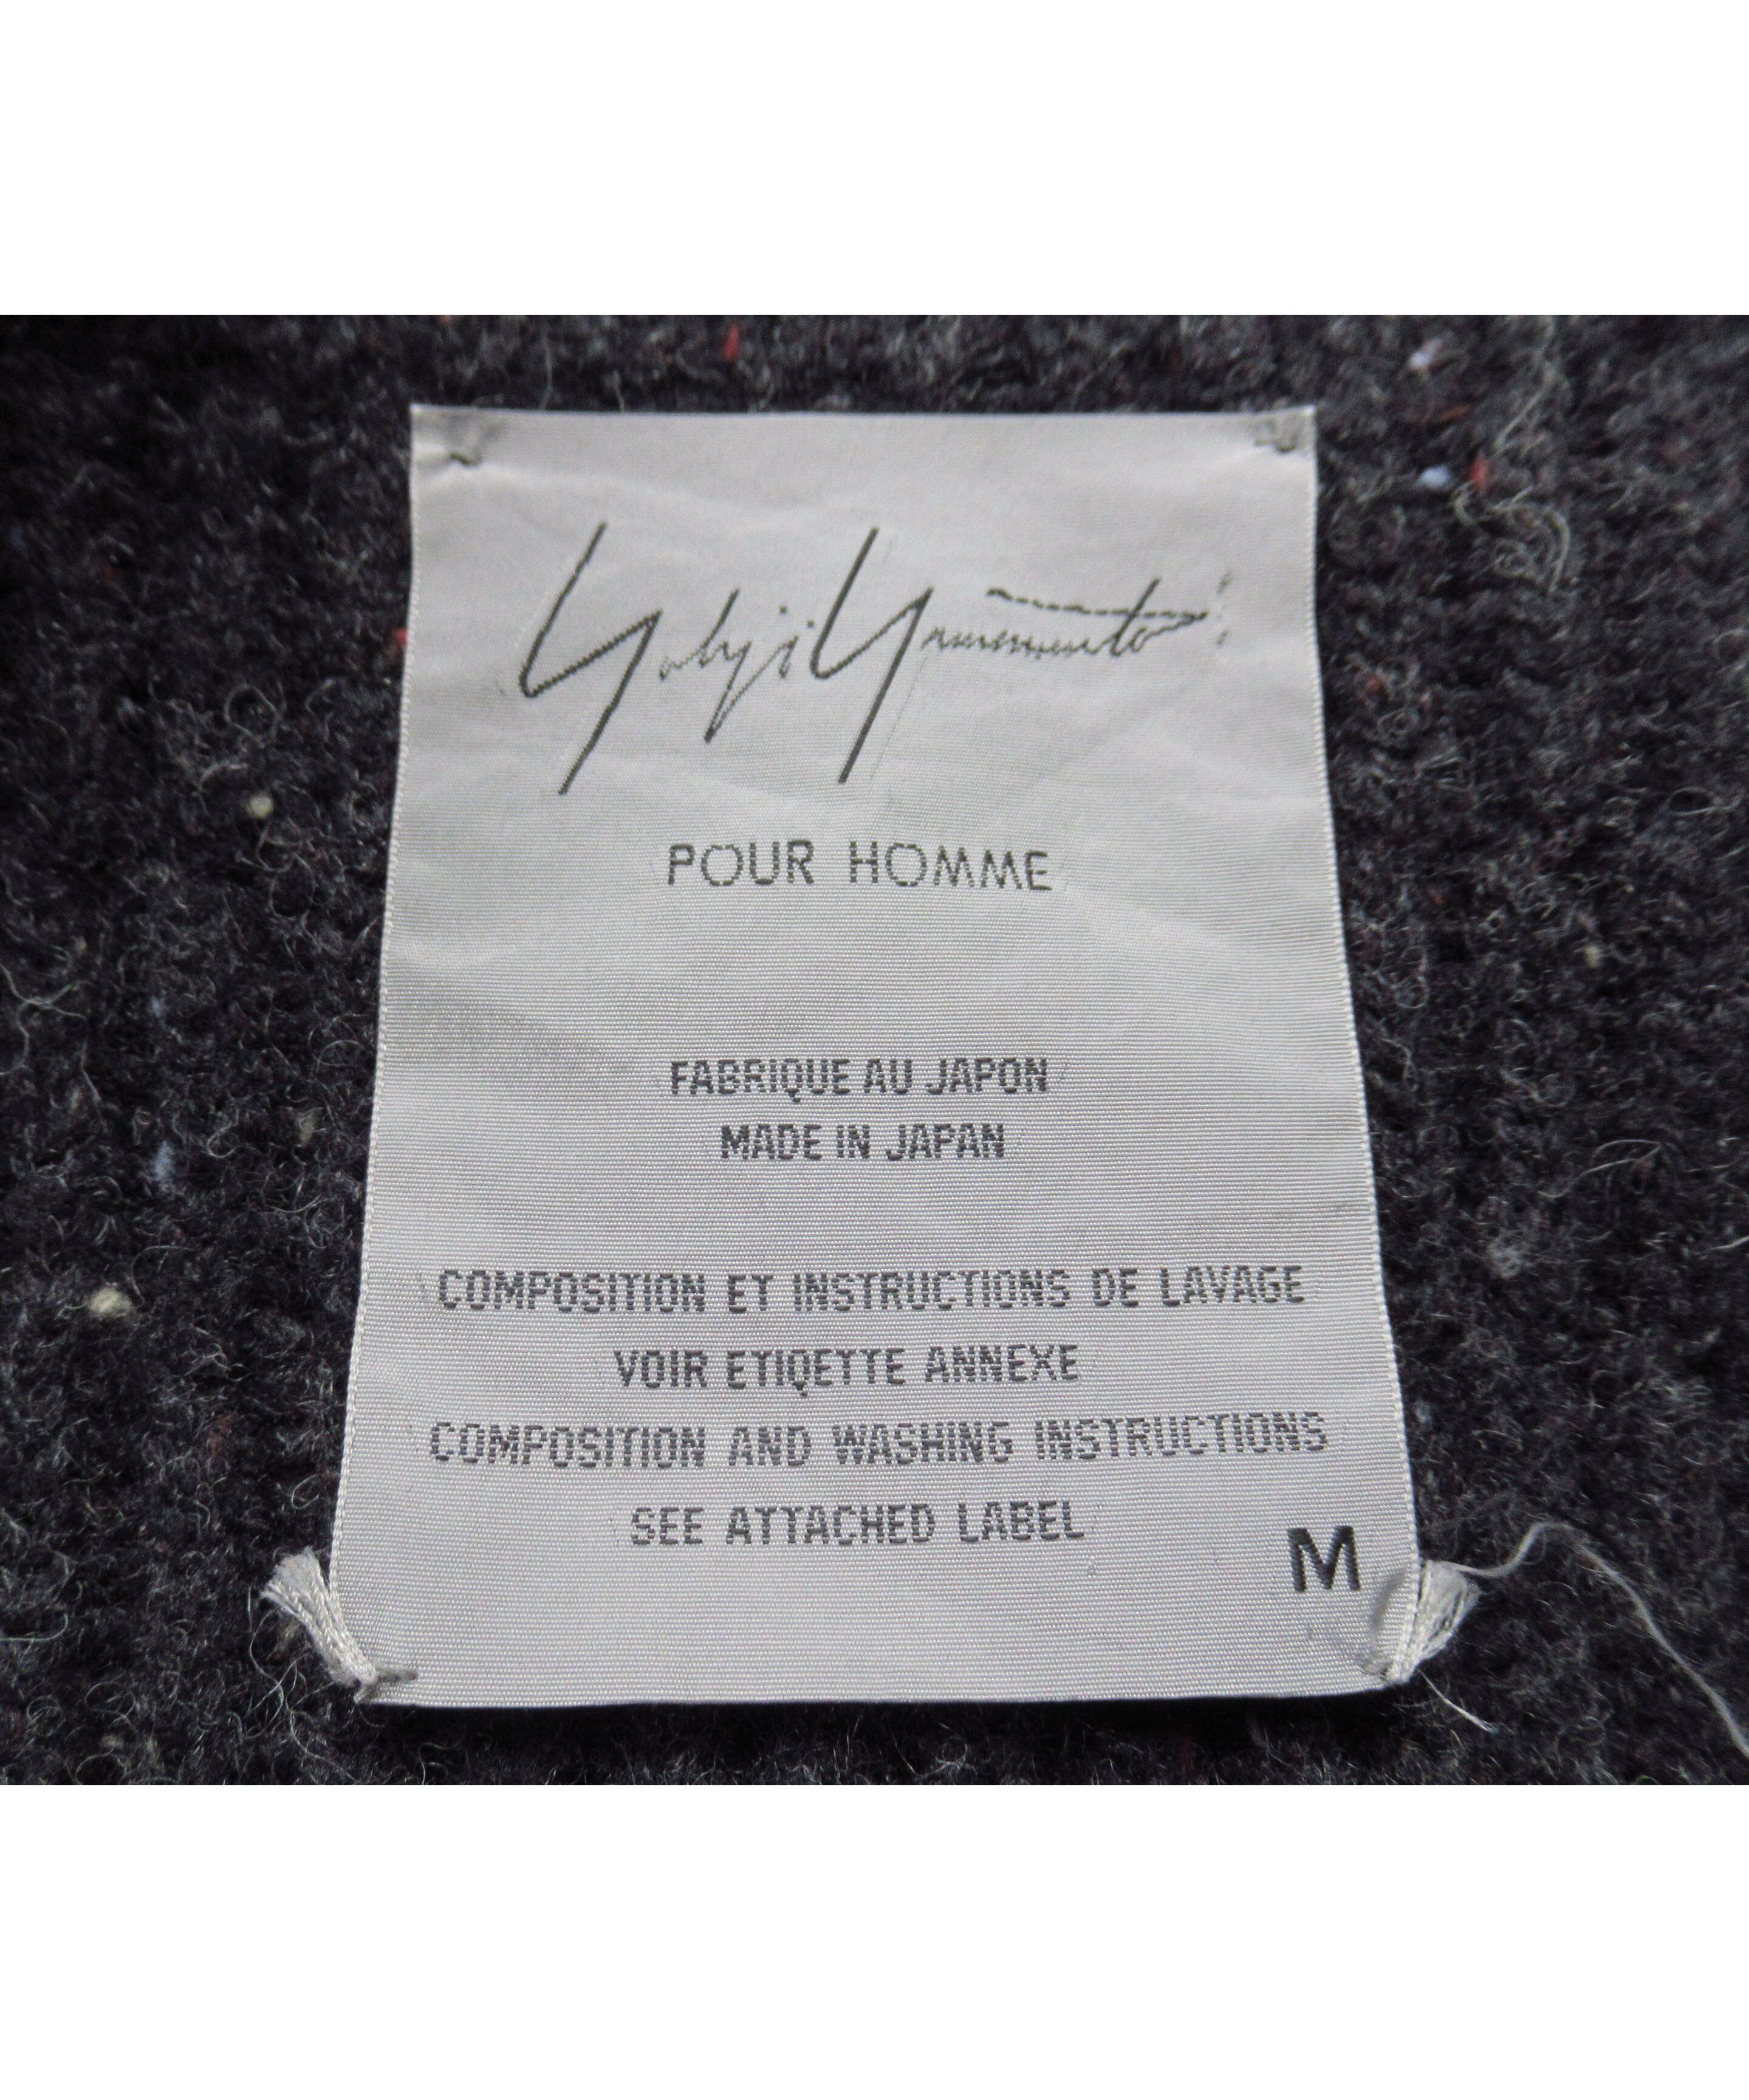 Yohji Yamamoto
POUR HOMME
FABRIQUE AU JAPON
MADE IN JAPAN
COMPOSITION ET INSTRUCTIONS DE LAVAGE
VOIR ETIQETTE ANNEXE
COMPOSITION AND WASHING INSTRUCTIONS
SEE ATTACHED LABEL
M